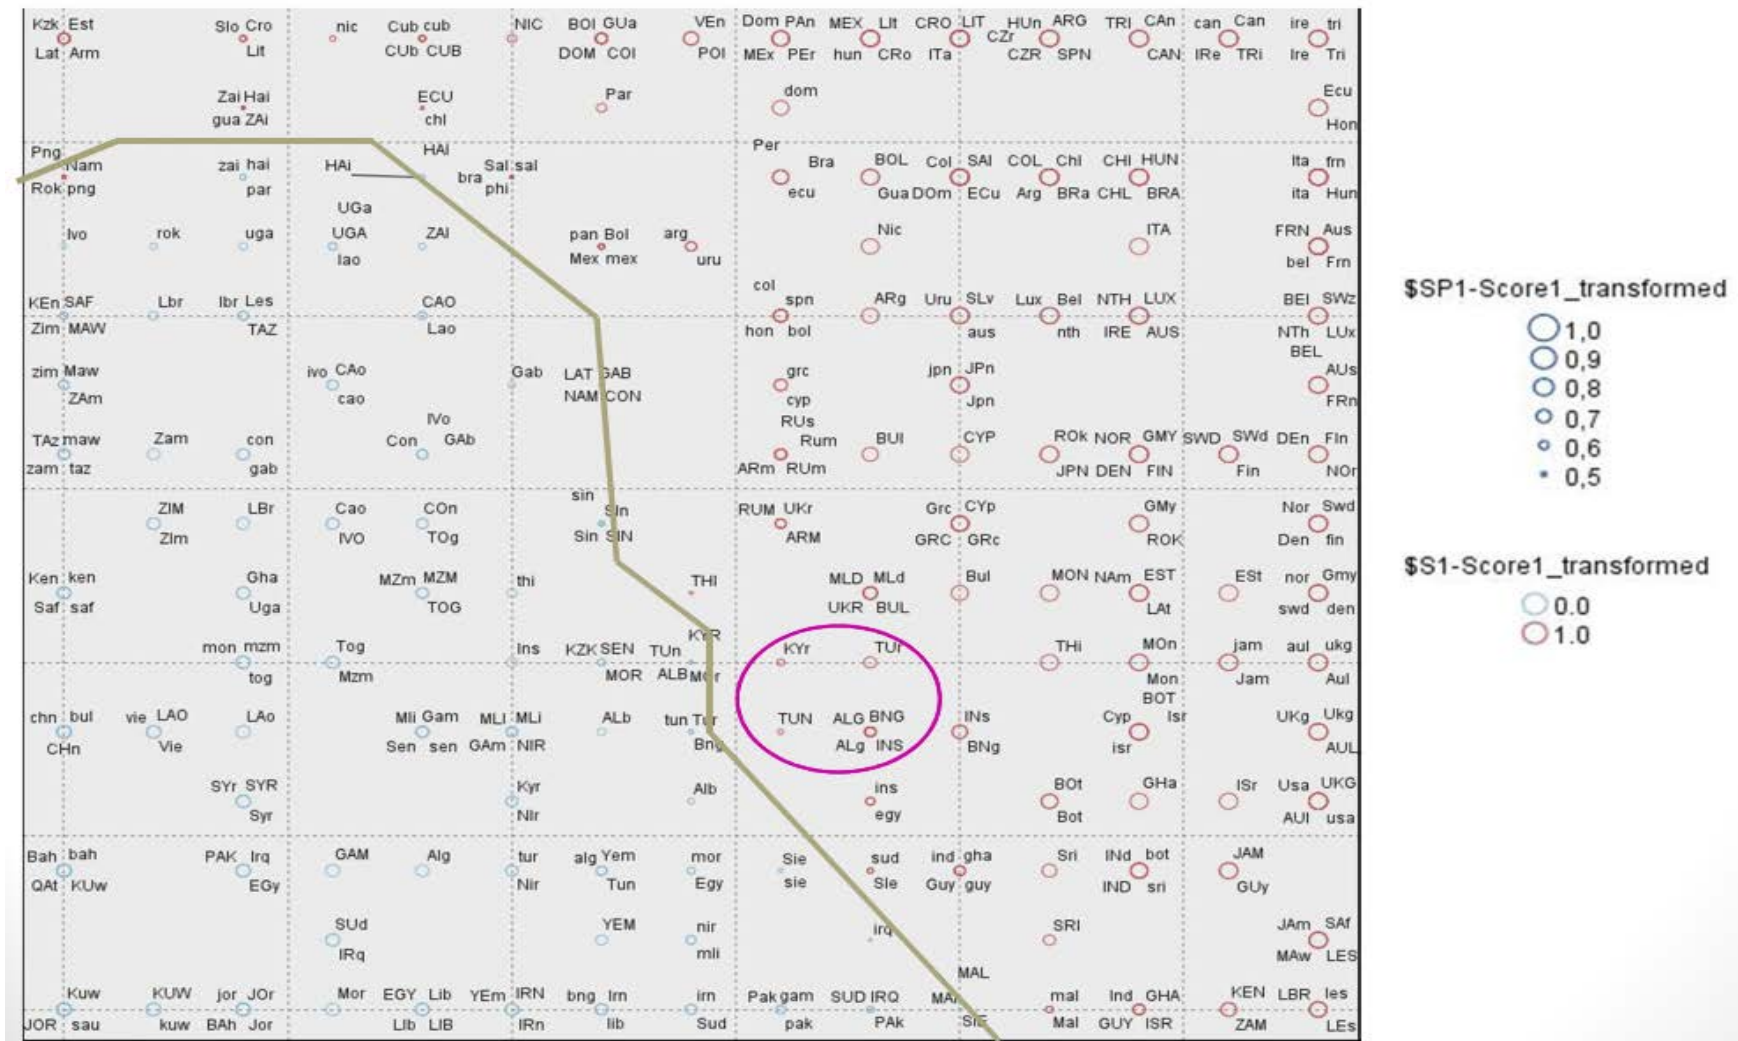 Kzk Est Slo Cro nic Cub cub NIC BOl GUa VEn Dom PAn MEX LIt CRO LIT HUn ARG TRI CAn can Can ire tri
CZr
Lat Arm Lit CUb CUB DOM COl POl MEx PEr hun CRo ITa CZR SPN CAN IRe TRi Ire Tri
Zai Hai ECU Par dom Ecu
gua ZAi chl Hon
Png HAI Per
Nam zai hai HAi Sal sal Bra BOL Col SAl COL Chl CHl HUN Ita frn
bra
Rok png par phi ecu Gua DOm ECu Arg BRa CHL BRA ita Hun
UGa
Ivo rok uga UGA ZAI pan Bol arg Nic ITA FRN Aus
lao Mex mex uru bel Frn
col
KEn SAF Lbr lbr Les CAO spn ARg Uru SLv Lux Bel NTH LUX BEl SWz
Zim MAW TAZ Lao hon bol aus nth IRE AUS NTh LUx
BEL
zim Maw ivo CAo Gab LAT GAB grc jpn JPn AUs
ZAm cao NAM CON cyp Jpn FRn
IVo RUs
TAz maw Zam con Con GAb Rum BUl CYP ROk NOR GMY SWD SWd DEn FIn
zam taz gab ARm RUm JPN DEN FIN Fin NOr
sin
ZIM LBr Cao COn SIn RUM UKr Grc CYp GMy Nor Swd
ZIm IVO TOg Sin SIN ARM GRC GRc ROK Den fin
Ken ken Gha MZm MZM thi THI MLD MLd Bul MON NAm EST ESt nor Gmy
Saf saf Uga TOG UKR BUL LAt swd den
KYR
mon mzm Tog Ins KZK SEN TUn KYr TUr THi MOn jam aul ukg
tog Mzm MOR ALB MOr Mon Jam Aul
BOT
chn bul vie LAO LAo Mli Gam MLI MLi ALb tun Tur TUN ALG BNG INs Cyp Isr UKg Ukg
CHn Vie Sen sen GAm NIR Bng ALg INS BNg isr AUL
SYr SYR Kyr Alb ins BOt GHa ISr Usa UKG
Syr NIr egy Bot AUl usa
Bah bah PAK Irq GAM Alg tur alg Yem mor Sie sud ind gha Sri INd bot JAM
QAt KUw EGy Nir Tun Egy sie SIe Guy guy IND sri GUy
SUd YEM nir irq SRI JAm SAf
IRq mli MAw LES
MAL
Kuw KUW jor JOr Mor EGY Lib YEm IRN bng Irn irn Pak gam SUD IRQ mal Ind GHA KEN LBR les
JOR sau kuw BAh Jor LIb LIB IRn lib Sud pak PAk SIE Mal GUY ISR ZAM LEs
$SP1-Score1_transformed
1,0
0,9
0,8
0,7
0,6
0,5
$S1-Score1_transformed
0.0
1.0